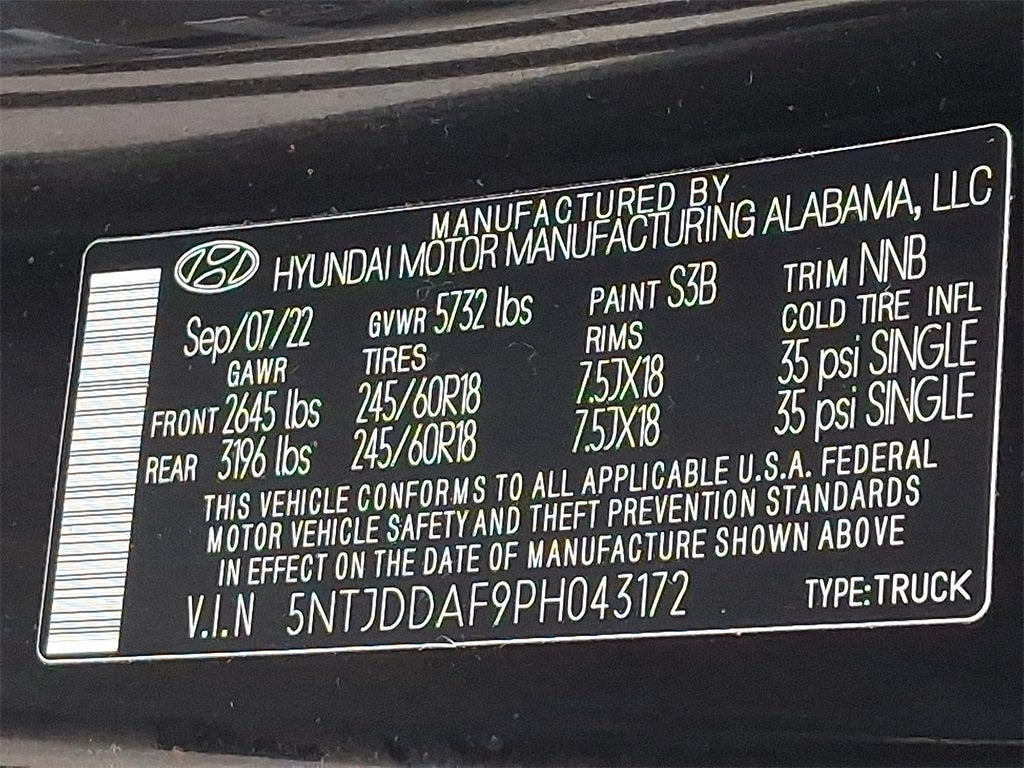 MANUFACTURED BY
HYUNDAI MOTOR MANUFACTURING ALABAMA, LLC
Sep/07/22 GVWR 5732 lbs PAINT S3B TRIM NNB
GAWR TIRES RIMS COLD TIRE INFL
FRONT 2645 lbs 245/60R18 7.5JX18 35 psi SINGLE
REAR 3196 lbs 245/60R18 7.5JX18 35 psi SINGLE
THIS VEHICLE CONFORMS TO ALL APPLICABLE U.S.A. FEDERAL
MOTOR VEHICLE SAFETY AND THEFT PREVENTION STANDARDS
IN EFFECT ON THE DATE OF MANUFACTURE SHOWN ABOVE
V.I.N 5NTJDDAF9PH043172 TYPE:TRUCK